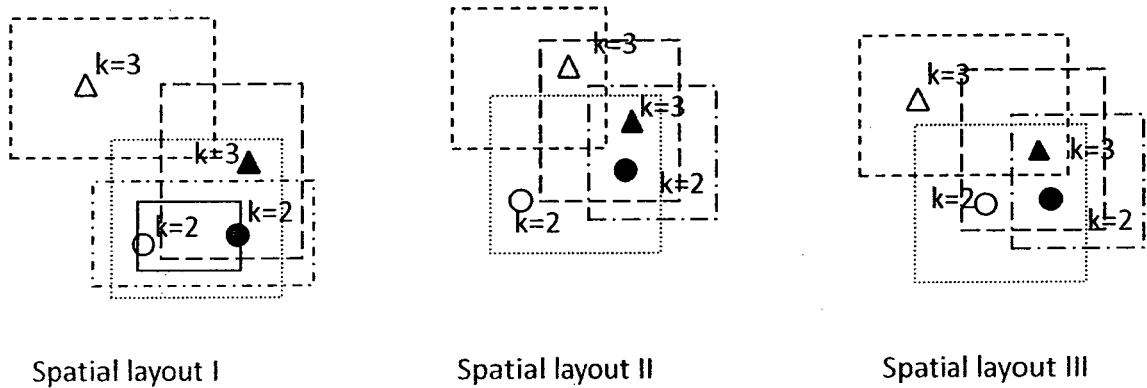 k=3
k=3
k=2
k=2
Spatial layout I
k=3
k=3
k=2
k=2
Spatial layout II
k=3
k=3
k=2
k=2
Spatial layout III